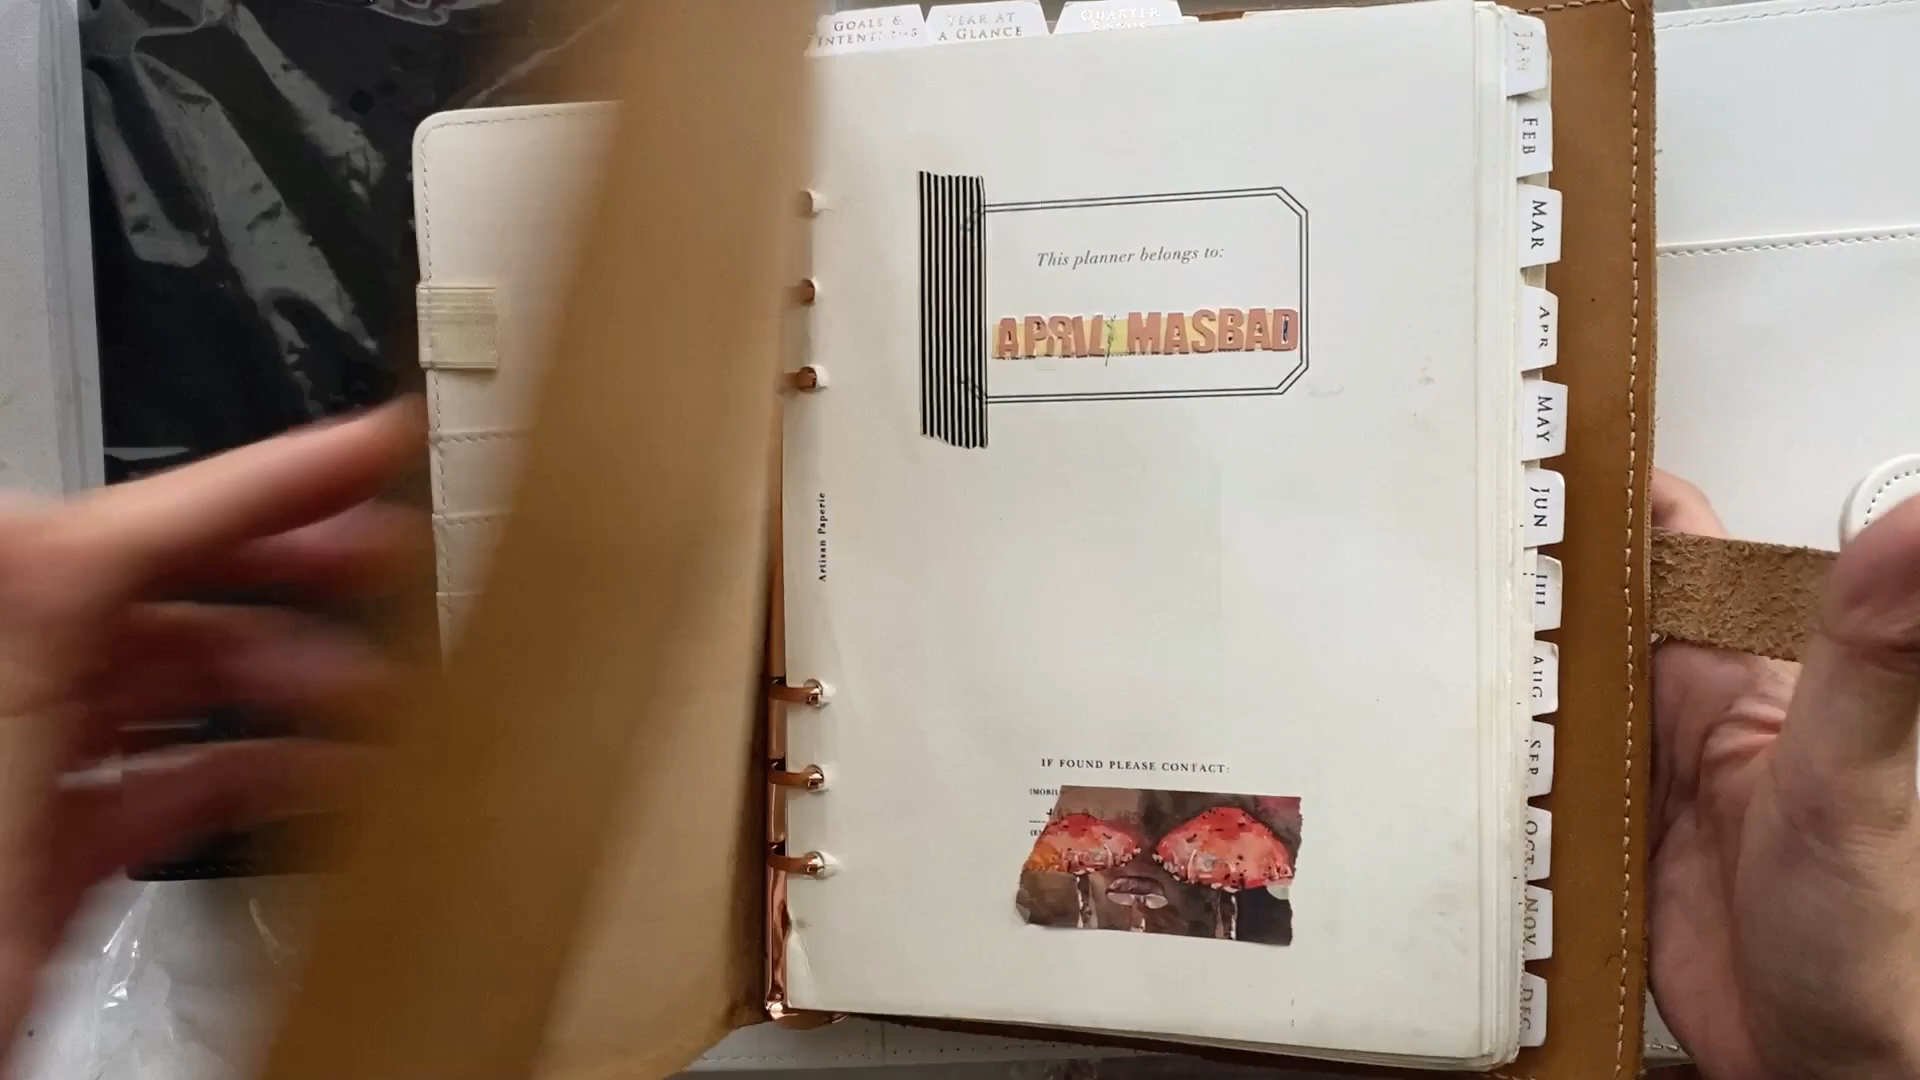 GOALS &
INTENTIONS
YEAR AT
A GLANCE
QUARTER
This planner belongs to:
APRIL MASBAD
Artisan Paperie
IF FOUND PLEASE CONTACT:
JAN
FEB
MAR
APR
MAY
JUN
JUL
AUG
SEP
OCT
NOV
DEC